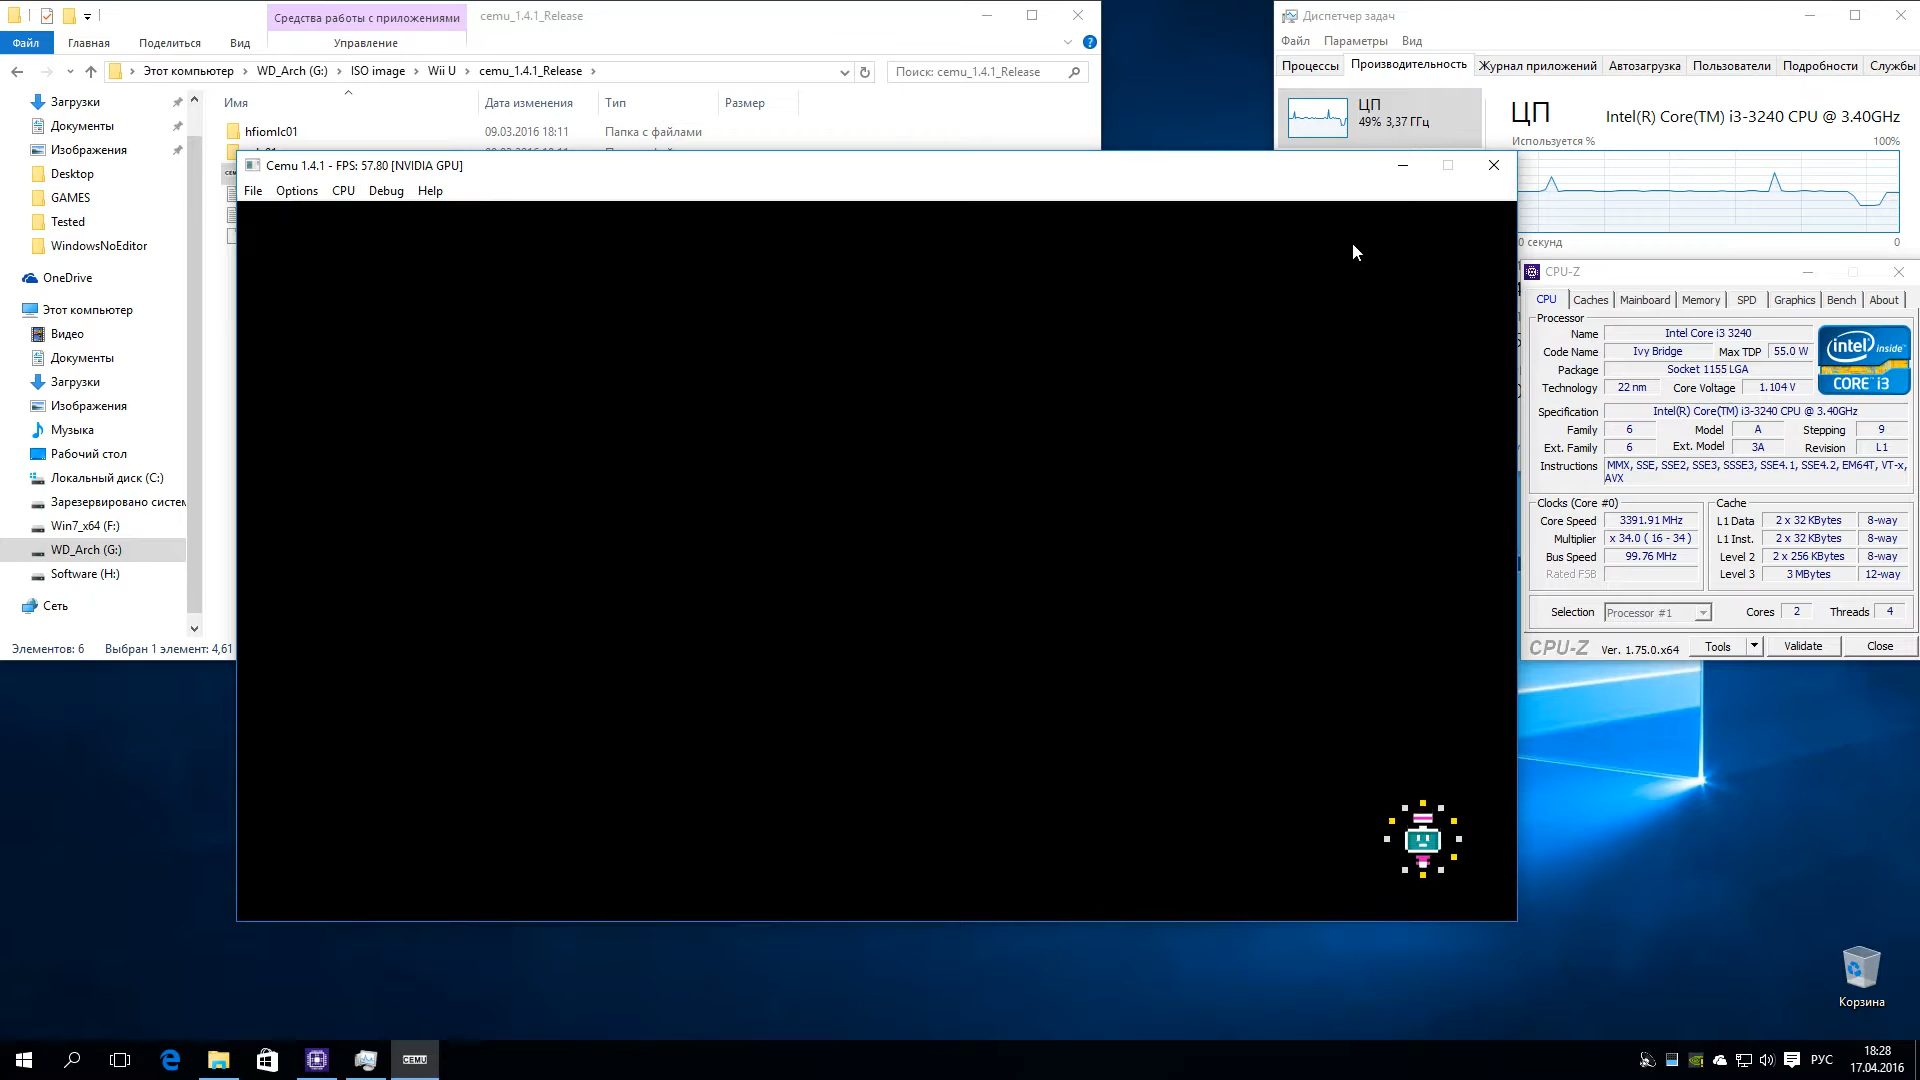 Средства работы с приложениями
cemu_1.4.1_Release
Файл
Главная
Поделиться
Вид
Управление
Этот компьютер
WD_Arch (G:)
ISO image
Wii U
cemu_1.4.1_Release
Поиск: cemu_1.4.1_Release
Имя
Дата изменения
Тип
Размер
hfiomlc01
09.03.2016 18:11
Папка с файлами
Загрузки
Документы
Изображения
Desktop
GAMES
Tested
WindowsNoEditor
OneDrive
Этот компьютер
Видео
Документы
Загрузки
Изображения
Музыка
Рабочий стол
Локальный диск (C:)
Зарезервировано систем
Win7_x64 (F:)
WD_Arch (G:)
Software (H:)
Сеть
Элементов: 6
Выбран 1 элемент: 4,61
Cemu 1.4.1 - FPS: 57.80 [NVIDIA GPU]
File
Options
CPU
Debug
Help
Диспетчер задач
Файл
Параметры
Вид
Процессы
Производительность
Журнал приложений
Автозагрузка
Пользователи
Подробности
Службы
ЦП
49% 3,37 ГГц
ЦП
Intel(R) Core(TM) i3-3240 CPU @ 3.40GHz
Используется %
100%
0 секунд
0
CPU-Z
CPU
Caches
Mainboard
Memory
SPD
Graphics
Bench
About
Processor
Name
Intel Core i3 3240
Code Name
Ivy Bridge
Max TDP
55.0 W
Package
Socket 1155 LGA
Technology
22 nm
Core Voltage
1.104 V
intel inside
CORE i3
Specification
Intel(R) Core(TM) i3-3240 CPU @ 3.40GHz
Family
6
Model
A
Stepping
9
Ext. Family
6
Ext. Model
3A
Revision
L1
Instructions
MMX, SSE, SSE2, SSE3, SSSE3, SSE4.1, SSE4.2, EM64T, VT-x,
AVX
Clocks (Core #0)
Core Speed
3391.91 MHz
Multiplier
x 34.0 ( 16 - 34 )
Bus Speed
99.76 MHz
Rated FSB
Cache
L1 Data
2 x 32 KBytes
8-way
L1 Inst.
2 x 32 KBytes
8-way
Level 2
2 x 256 KBytes
8-way
Level 3
3 MBytes
12-way
Selection
Processor #1
Cores
2
Threads
4
CPU-Z
Ver. 1.75.0.x64
Tools
Validate
Close
Корзина
CEMU
РУС
18:28
17.04.2016